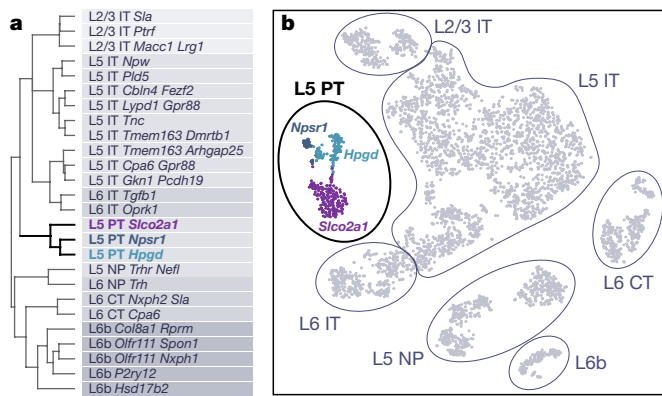 a
L2/3 IT Sla
L2/3 IT Ptrf
L2/3 IT Macc1 Lrg1
L5 IT Npw
L5 IT Pld5
L5 IT Cbln4 Fezf2
L5 IT Lypd1 Gpr88
L5 IT Tnc
L5 IT Tmem163 Dmrtb1
L5 IT Tmem163 Arhgap25
L5 IT Cpa6 Gpr88
L5 IT Gkn1 Pcdh19
L6 IT Tgfb1
L6 IT Oprk1
L5 PT Slco2a1
L5 PT Npsr1
L5 PT Hpgd
L5 NP Trhr Nefl
L6 NP Trh
L6 CT Nxph2 Sla
L6 CT Cpa6
L6b Col8a1 Rprm
L6b Olfr111 Spon1
L6b Olfr111 Nxph1
L6b P2ry12
L6b Hsd17b2
b
L2/3 IT
L5 IT
L5 PT
Npsr1
Hpgd
Slco2a1
L6 CT
L6 IT
L5 NP
L6b